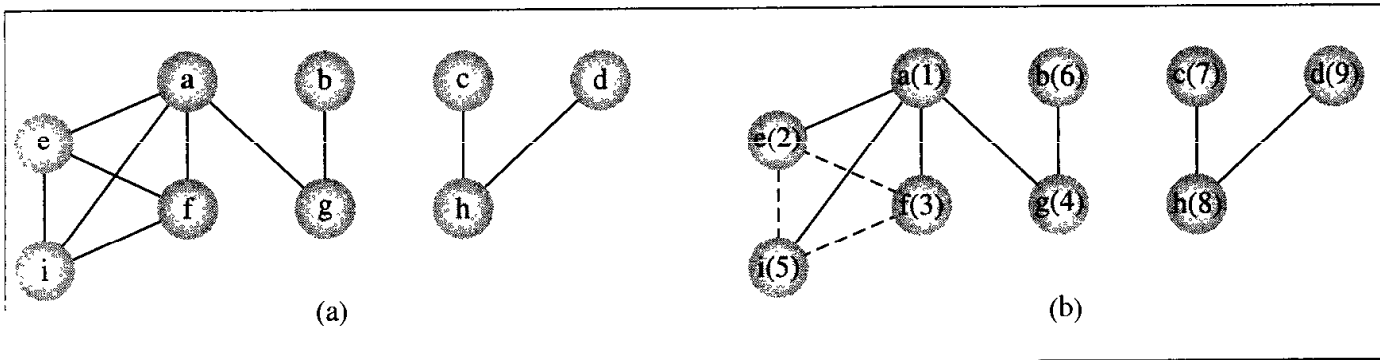 a b c d
e
f g h
i
(a)
a(1) b(6) c(7) d(9)
e(2)
f(3) g(4) h(8)
i(5)
(b)